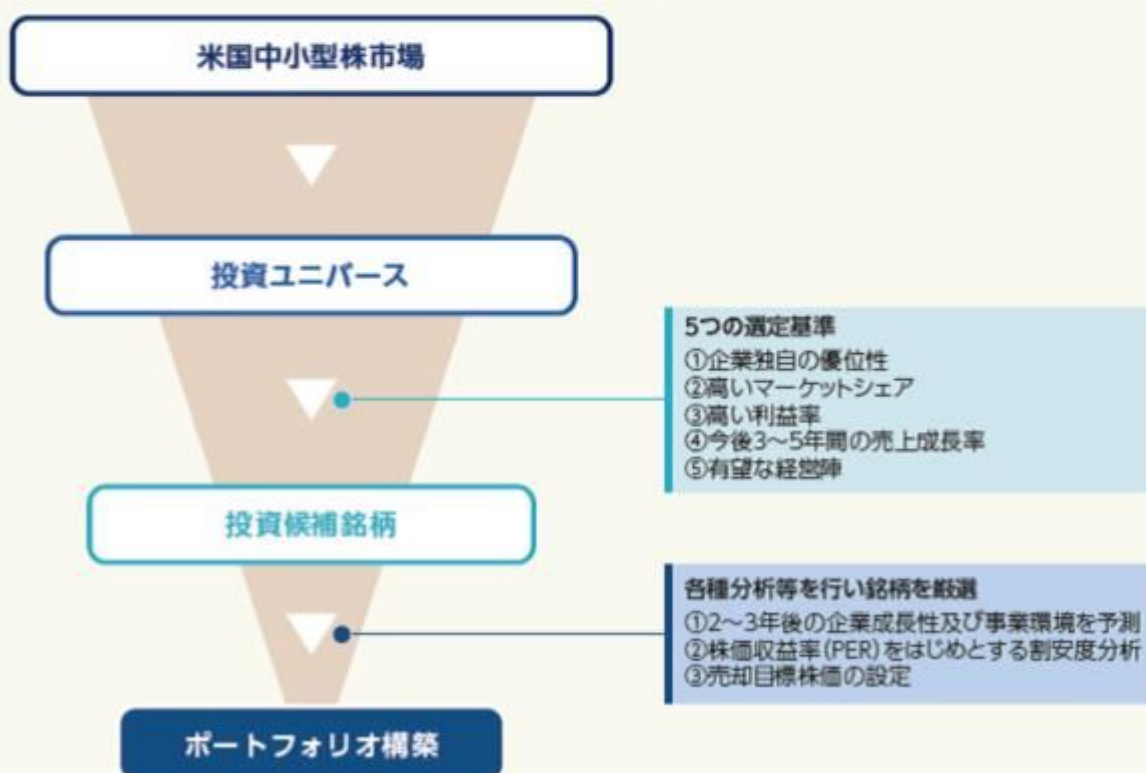 米国中小型株市場
投資ユニバース
5つの選定基準
①企業独自の優位性
②高いマーケットシェア
③高い利益率
④今後3～5年間の売上成長率
⑤有望な経営陣
投資候補銘柄
各種分析等を行い銘柄を厳選
①2～3年後の企業成長性及び事業環境を予測
②株価収益率(PER)をはじめとする割安度分析
③売却目標株価の設定
ポートフォリオ構築